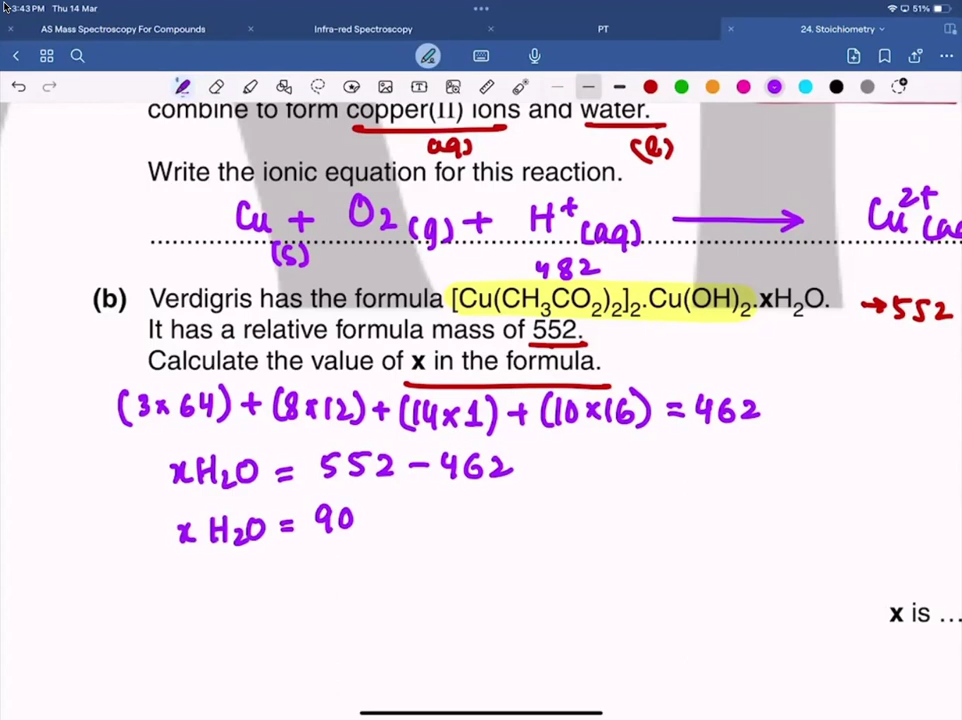 3:43 PM Thu 14 Mar 51%
AS Mass Spectroscopy For Compounds Infra-red Spectroscopy PT 24. Stoichiometry
combine to form copper(II) ions and water.
(aq) (l)
Write the ionic equation for this reaction.
Cu(s) + O2(g) + H+(aq) → Cu2+(aq
482
(b) Verdigris has the formula [Cu(CH3CO2)2]2.Cu(OH)2.xH2O. →552
It has a relative formula mass of 552.
Calculate the value of x in the formula.
(3×64) + (8×12) + (14×1) + (10×16) = 462
xH2O = 552 − 462
xH2O = 90
x is ...